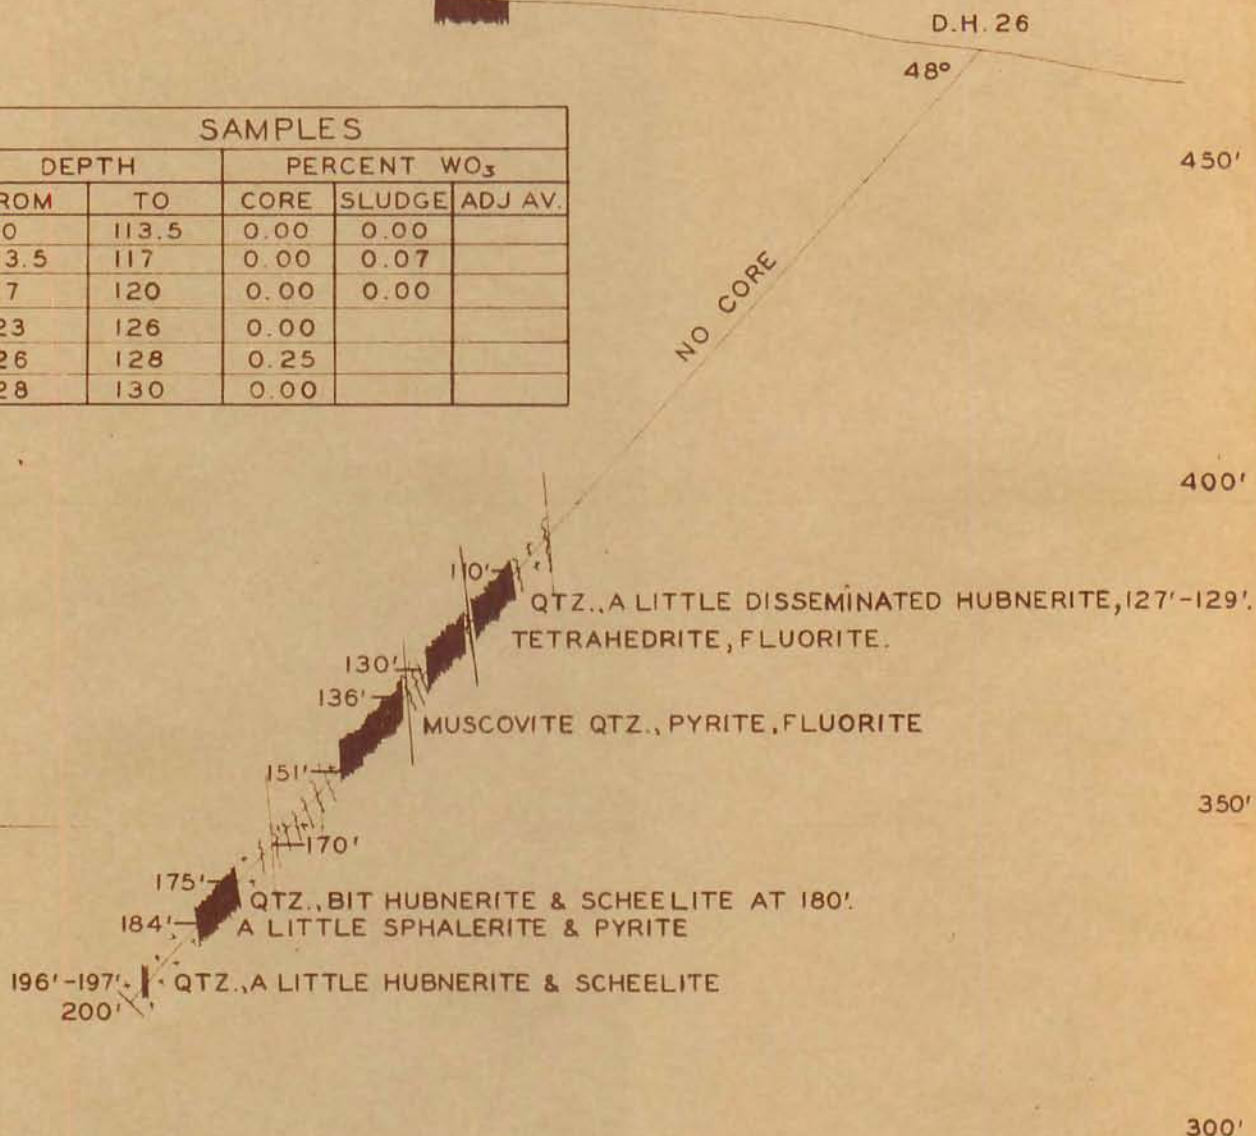 D.H. 26
48°
SAMPLES
DEPTH PERCENT WO₃
ROM TO CORE SLUDGE ADJ AV.
0 113.5 0.00 0.00
3.5 117 0.00 0.07
7 120 0.00 0.00
23 126 0.00
26 128 0.25
28 130 0.00
450'
NO CORE
400'
110'
QTZ., A LITTLE DISSEMINATED HUBNERITE, 127'-129'.
TETRAHEDRITE, FLUORITE.
130'
136'
MUSCOVITE QTZ., PYRITE, FLUORITE
151'
350'
170'
175'
QTZ., BIT HUBNERITE & SCHEELITE AT 180'.
184'
A LITTLE SPHALERITE & PYRITE
196'-197'
QTZ., A LITTLE HUBNERITE & SCHEELITE
200'
300'